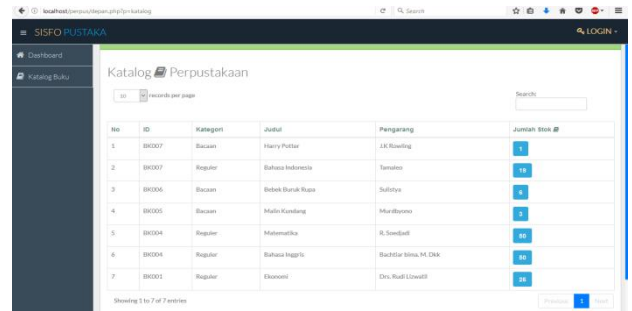 localhost/perpus/depan.php?p=katalog
Search
SISFO PUSTAKA
LOGIN
Dashboard
Katalog Buku
Katalog Perpustakaan
10 records per page
Search:
No ID Kategori Judul Pengarang Jumlah Stok
1 BK007 Bacaan Harry Potter J.K Rowling 1
2 BK007 Reguler Bahasa Indonesia Tamaleo 19
3 BK006 Bacaan Bebek Buruk Rupa Sulistya 6
4 BK005 Bacaan Malin Kundang Murdbanno 3
5 BK004 Reguler Matematika R. Soedjadi 50
6 BK004 Reguler Bahasa Inggris Bachtiar bima. M. Dkk 50
7 BK001 Reguler Ekonomi Drs. Rudi 26
Showing 1 to 7 of 7 entries
Previous 1 Next